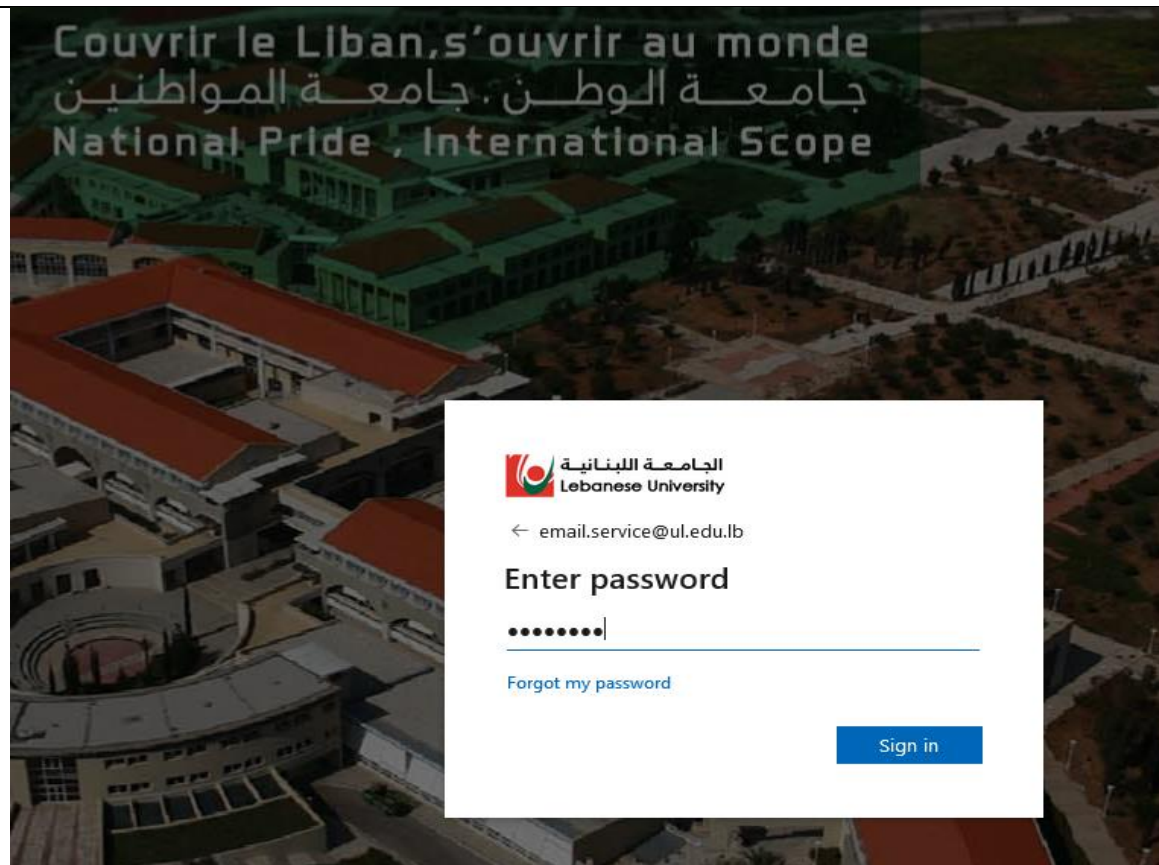 Couvrir le Liban,s'ouvrir au monde
جامعة الوطن . جامعة المواطنين
National Pride , International Scope
الجامعة اللبنانية
Lebanese University
← email.service@ul.edu.lb
Enter password
••••••••
Forgot my password
Sign in